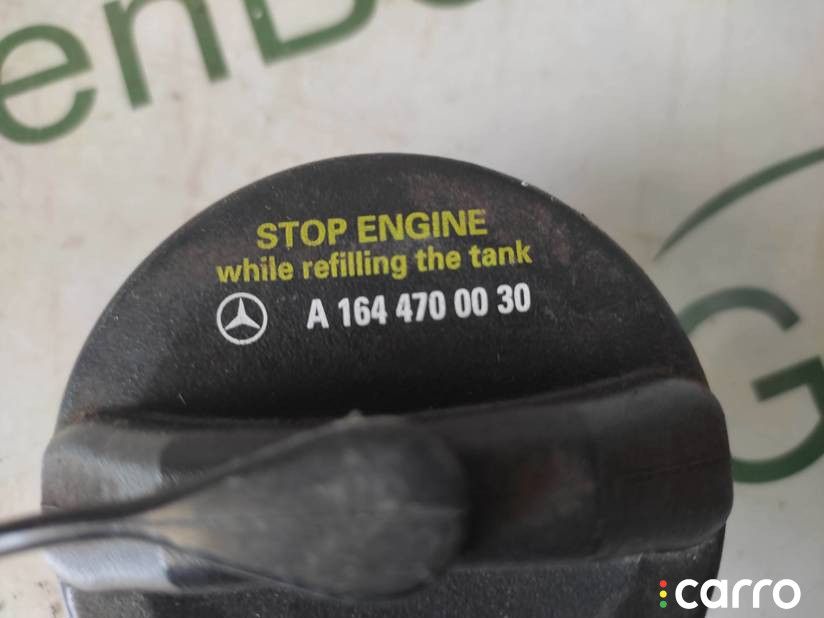 STOP ENGINE
while refilling the tank
A 164 470 00 30
carro